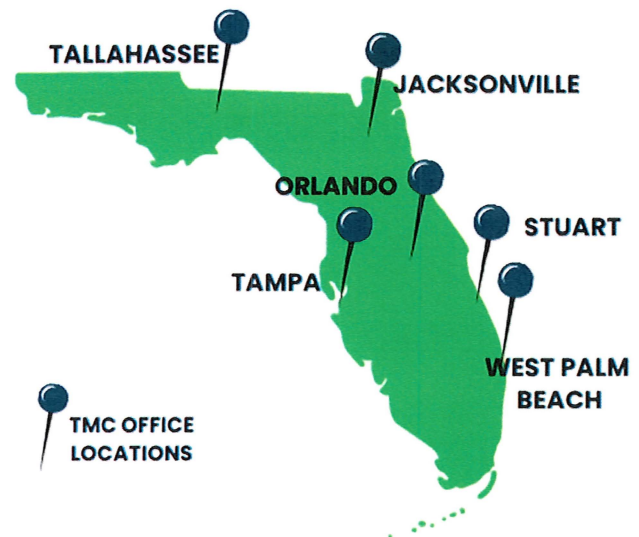 TALLAHASSEE
JACKSONVILLE
ORLANDO
STUART
TAMPA
WEST PALM
BEACH
TMC OFFICE
LOCATIONS